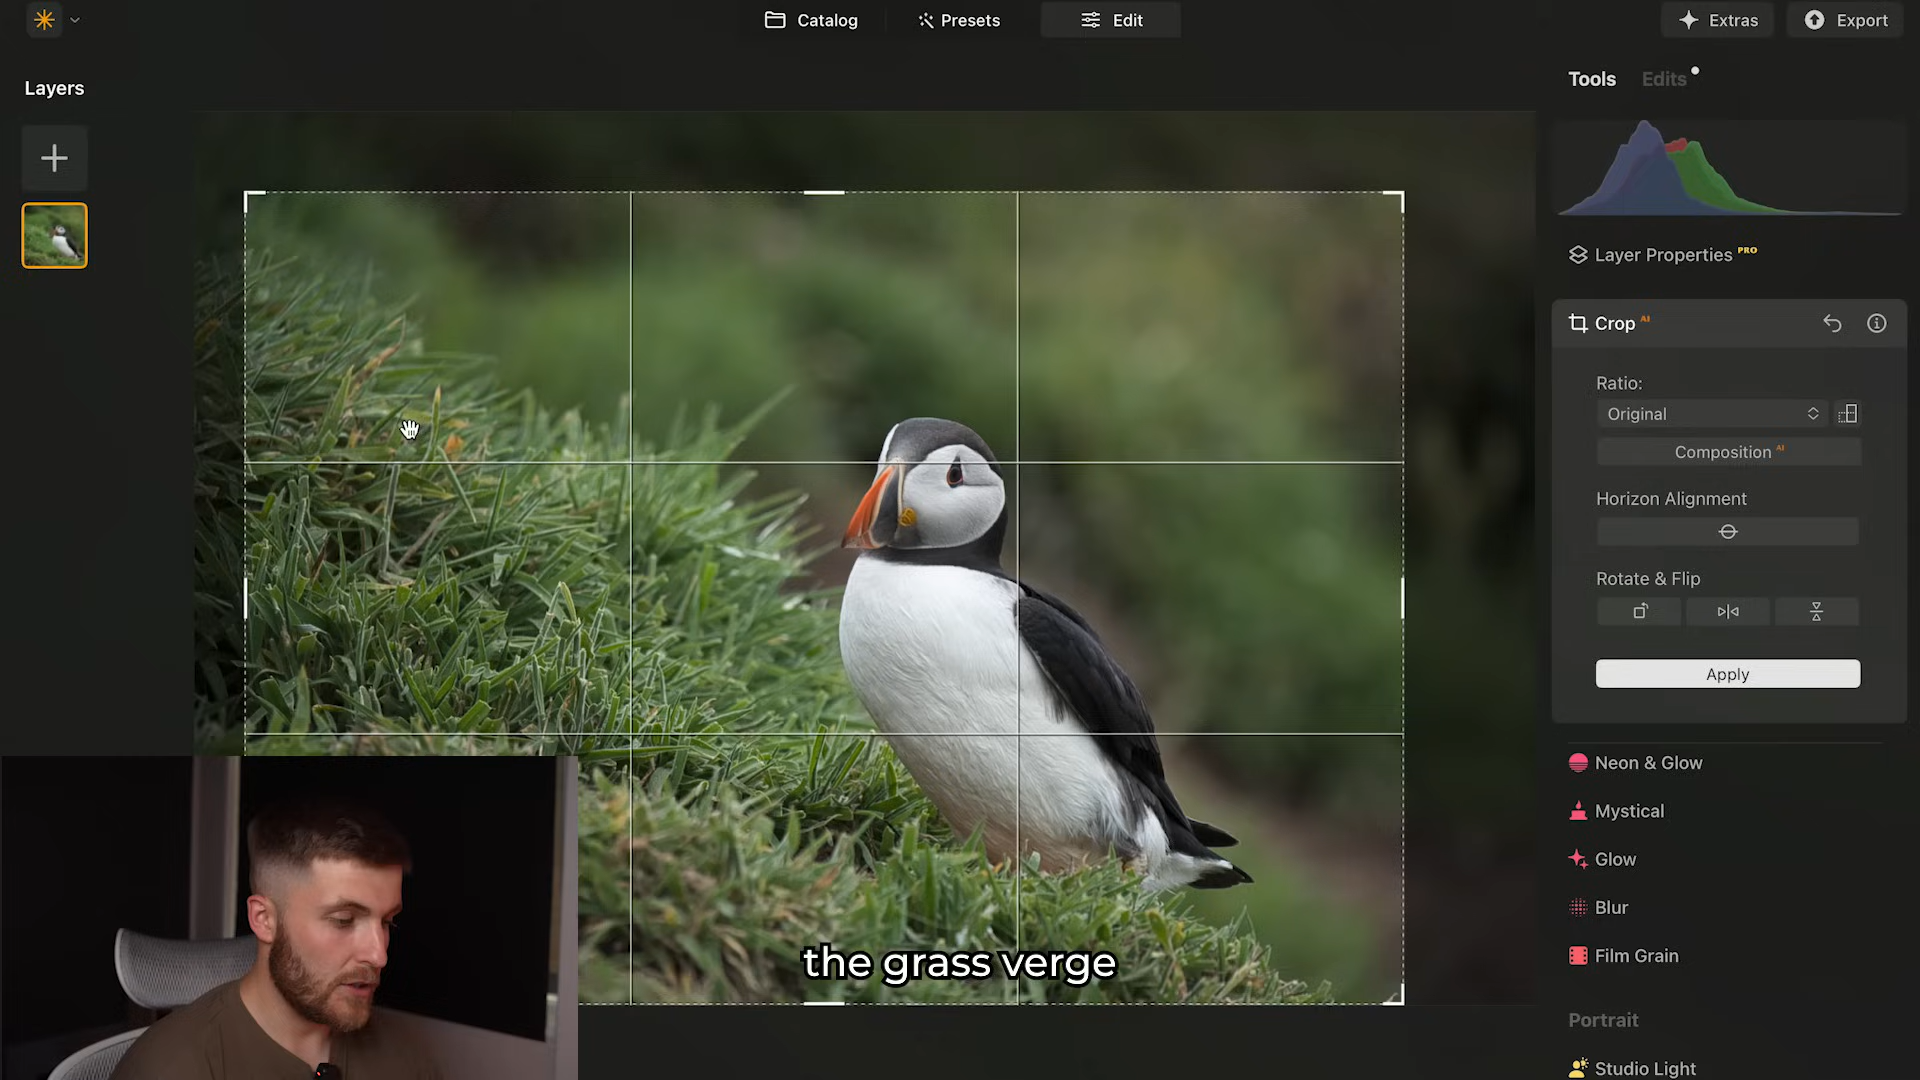 Catalog
Presets
Edit
Extras
Export
Layers
Tools
Edits
Layer Properties PRO
Crop AI
Ratio:
Original
Composition AI
Horizon Alignment
Rotate & Flip
Apply
Neon & Glow
Mystical
Glow
Blur
Film Grain
Portrait
Studio Light
the grass verge